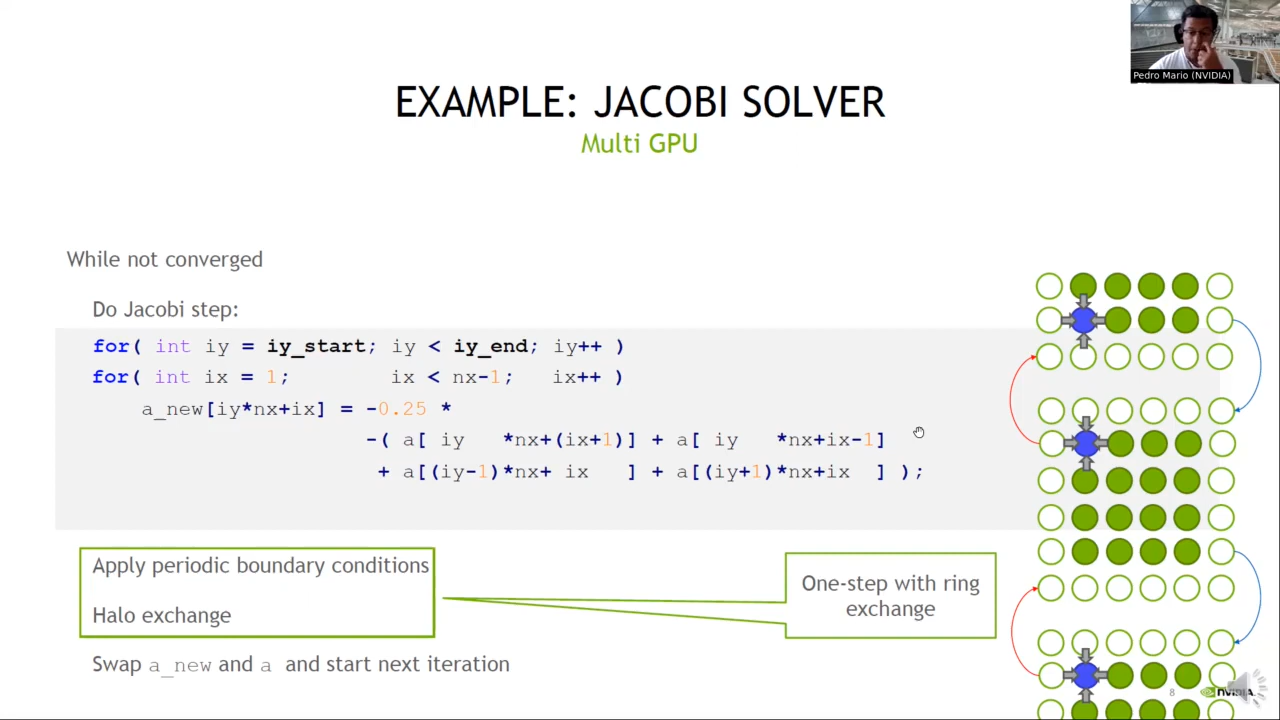 Pedro Mario (NVIDIA)
EXAMPLE: JACOBI SOLVER
Multi GPU
While not converged
Do Jacobi step:
for( int iy = iy_start; iy < iy_end; iy++ )
for( int ix = 1; ix < nx-1; ix++ )
a_new[iy*nx+ix] = -0.25 *
-( a[ iy *nx+(ix+1)] + a[ iy *nx+ix-1]
+ a[(iy-1)*nx+ ix ] + a[(iy+1)*nx+ix ] );
Apply periodic boundary conditions
Halo exchange
One-step with ring
exchange
Swap a_new and a and start next iteration
8
NVIDIA.